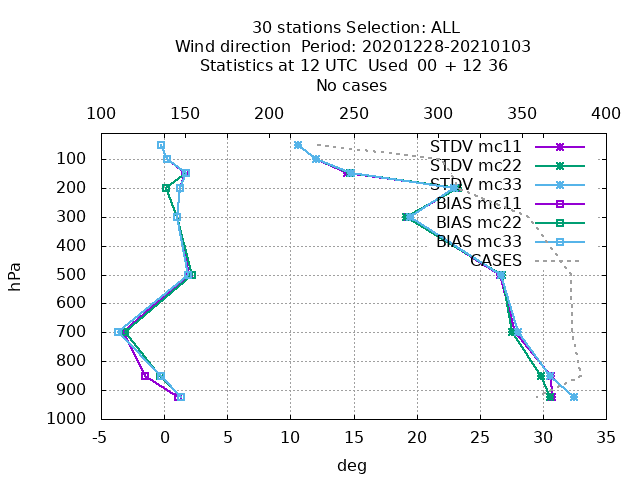 30 stations Selection: ALL
Wind direction  Period: 20201228-20210103
Statistics at 12 UTC  Used  00 + 12 36
No cases
100 150 200 250 300 350 400
STDV mc11
STDV mc22
STDV mc33
BIAS mc11
BIAS mc22
BIAS mc33
CASES
100
200
300
400
500
600
700
800
900
1000
hPa
-5 0 5 10 15 20 25 30 35
deg